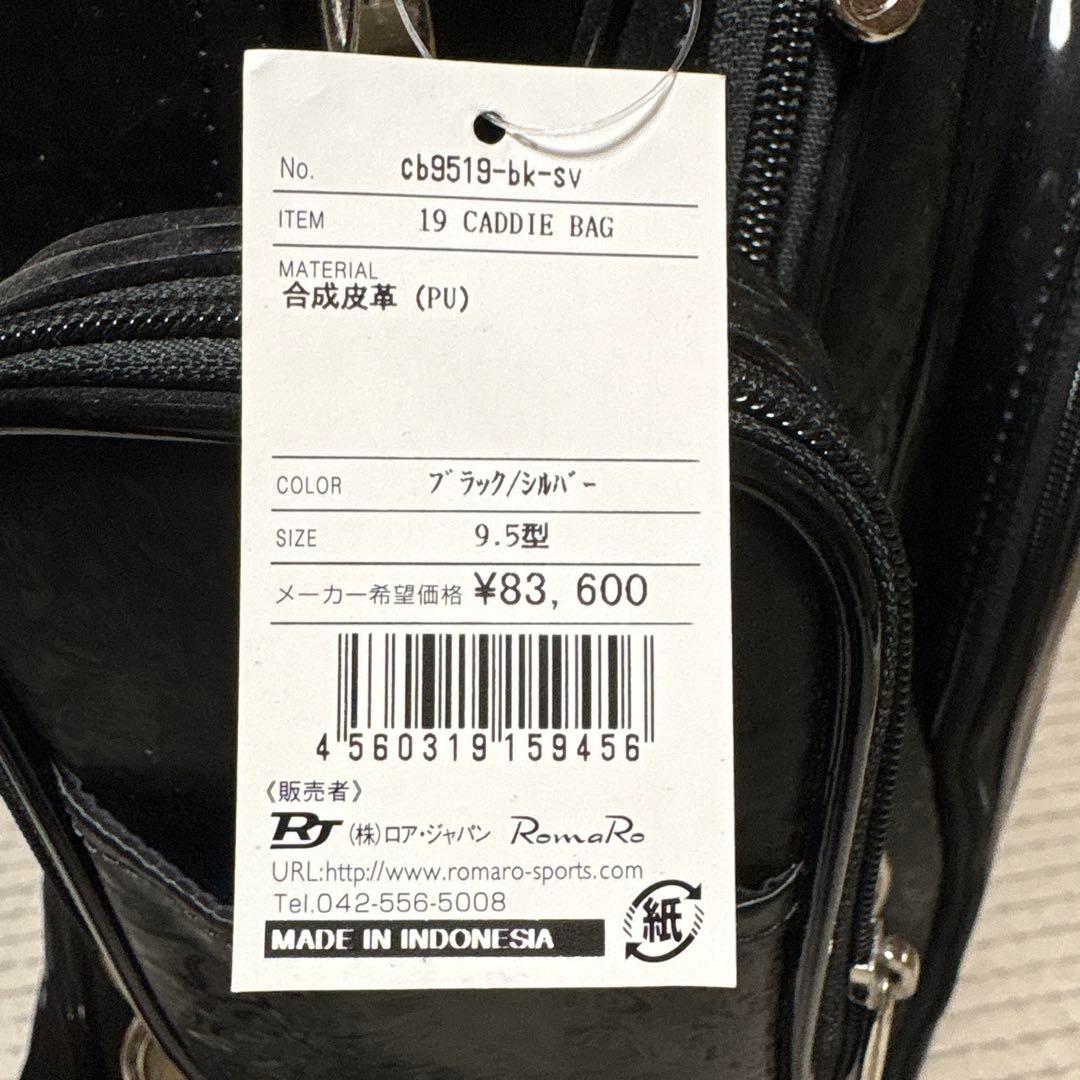 No. cb9519-bk-sv
ITEM 19 CADDIE BAG
MATERIAL
合成皮革 (PU)
COLOR ブラック/シルバー
SIZE 9.5型
メーカー希望価格 ¥83,600
4 560319 159456
《販売者》
RJ (株)ロア・ジャパン RomaRo
URL:http://www.romaro-sports.com
Tel.042-556-5008
MADE IN INDONESIA
紙